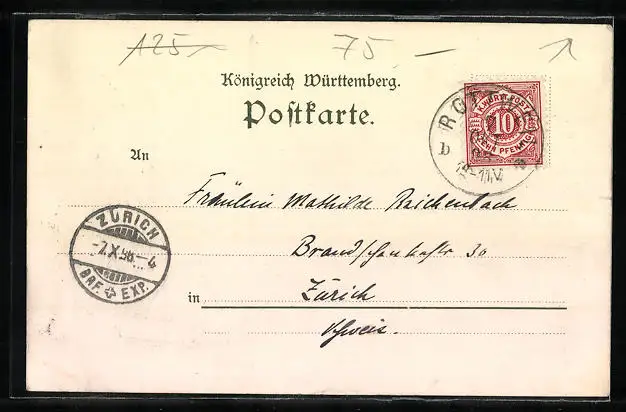 A25 75 —
Königreich Württemberg.
Postkarte.
K. WÜRTT. POST
10
ZEHN PFENNIG
b
An
Fräulein Mathilde Reichenbach
ZÜRICH
-7.X.98.-4
BRF. EXP.
Brandschenkestr 30
in Zürich
Schweiz.